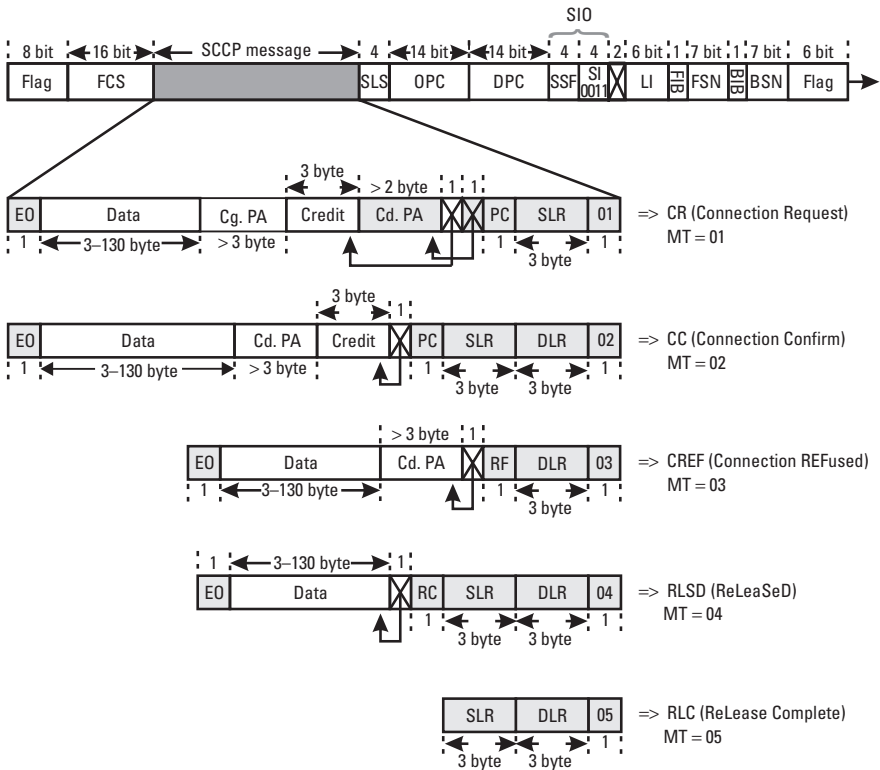 SIO
8 bit 16 bit SCCP message 4 14 bit 14 bit 4 4 2 6 bit 1 7 bit 1 7 bit 6 bit
Flag FCS SLS OPC DPC SSF SI 0011 LI FIB FSN BIB BSN Flag
3 byte
> 2 byte 1 1
EO Data Cg. PA Credit Cd. PA PC SLR 01 => CR (Connection Request)
MT = 01
1 3–130 byte > 3 byte 1 3 byte 1
3 byte 1
EO Data Cd. PA Credit PC SLR DLR 02 => CC (Connection Confirm)
MT = 02
1 3–130 byte > 3 byte 1 3 byte 3 byte 1
> 3 byte 1
EO Data Cd. PA RF DLR 03 => CREF (Connection REFused)
MT = 03
1 3–130 byte 1 3 byte 1
1 3–130 byte 1
EO Data RC SLR DLR 04 => RLSD (ReLeaSeD)
MT = 04
1 3 byte 3 byte 1
SLR DLR 05 => RLC (ReLease Complete)
MT = 05
3 byte 3 byte 1